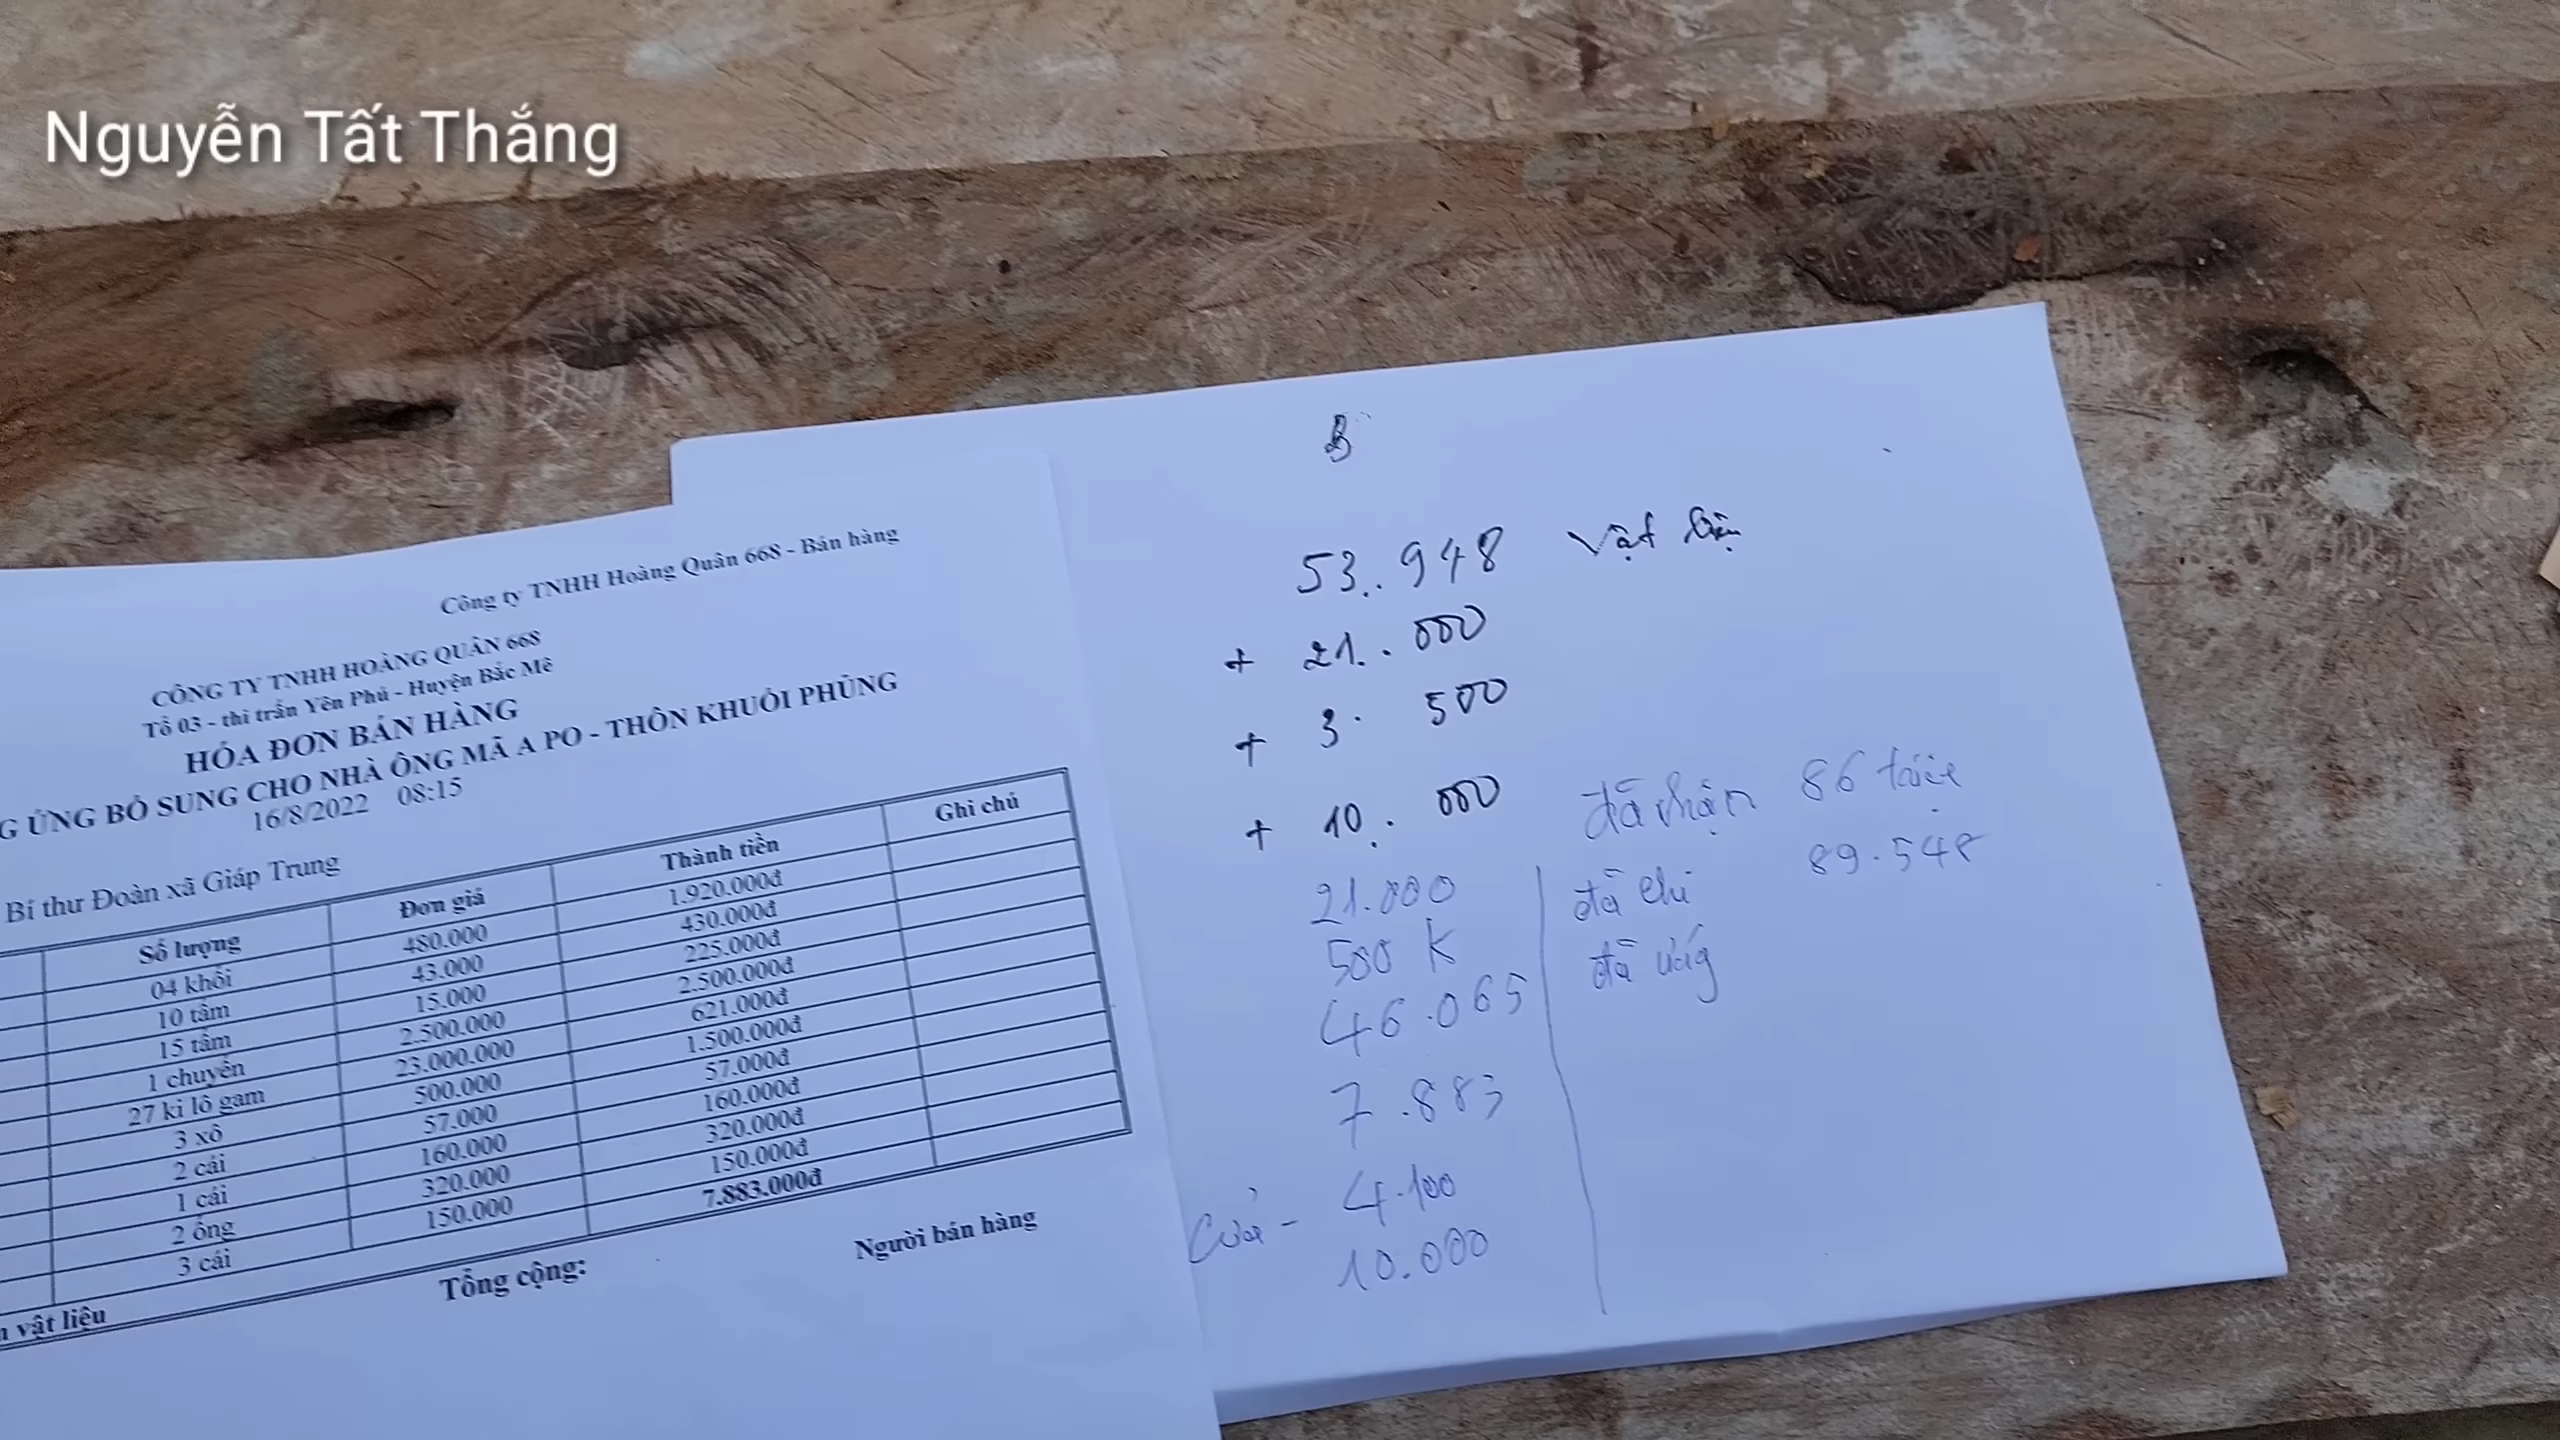 Nguyễn Tất Thắng
Công ty TNHH Hoàng Quân 668 - Bán hàng
CÔNG TY TNHH HOÀNG QUÂN 668
Tổ 03 - thị trấn Yên Phú - Huyện Bắc Mê
HÓA ĐƠN BÁN HÀNG
G ỨNG BỔ SUNG CHO NHÀ ÔNG MÃ A PO - THÔN KHUỔI PHỦNG
16/8/2022 08:15
Bí thư Đoàn xã Giáp Trung
Số lượng Đơn giá Thành tiền Ghi chú
04 khối 480.000 1.920.000đ
10 tấm 43.000 430.000đ
15 tấm 15.000 225.000đ
1 chuyến 2.500.000 2.500.000đ
27 ki lô gam 23.000.000 621.000đ
3 xô 500.000 1.500.000đ
2 cái 57.000 57.000đ
1 cái 160.000 160.000đ
2 ống 320.000 320.000đ
3 cái 150.000 150.000đ
7.883.000đ
Tổng cộng:
n vật liệu
Người bán hàng
53.948 Vật liệu
+ 21.000
+ 3.500
+ 10.000 đã nhận 86 triệu
21.000 đã chi 89.548
500 K đã ứng
46.065
7.883
Cửa - 4.100
10.000